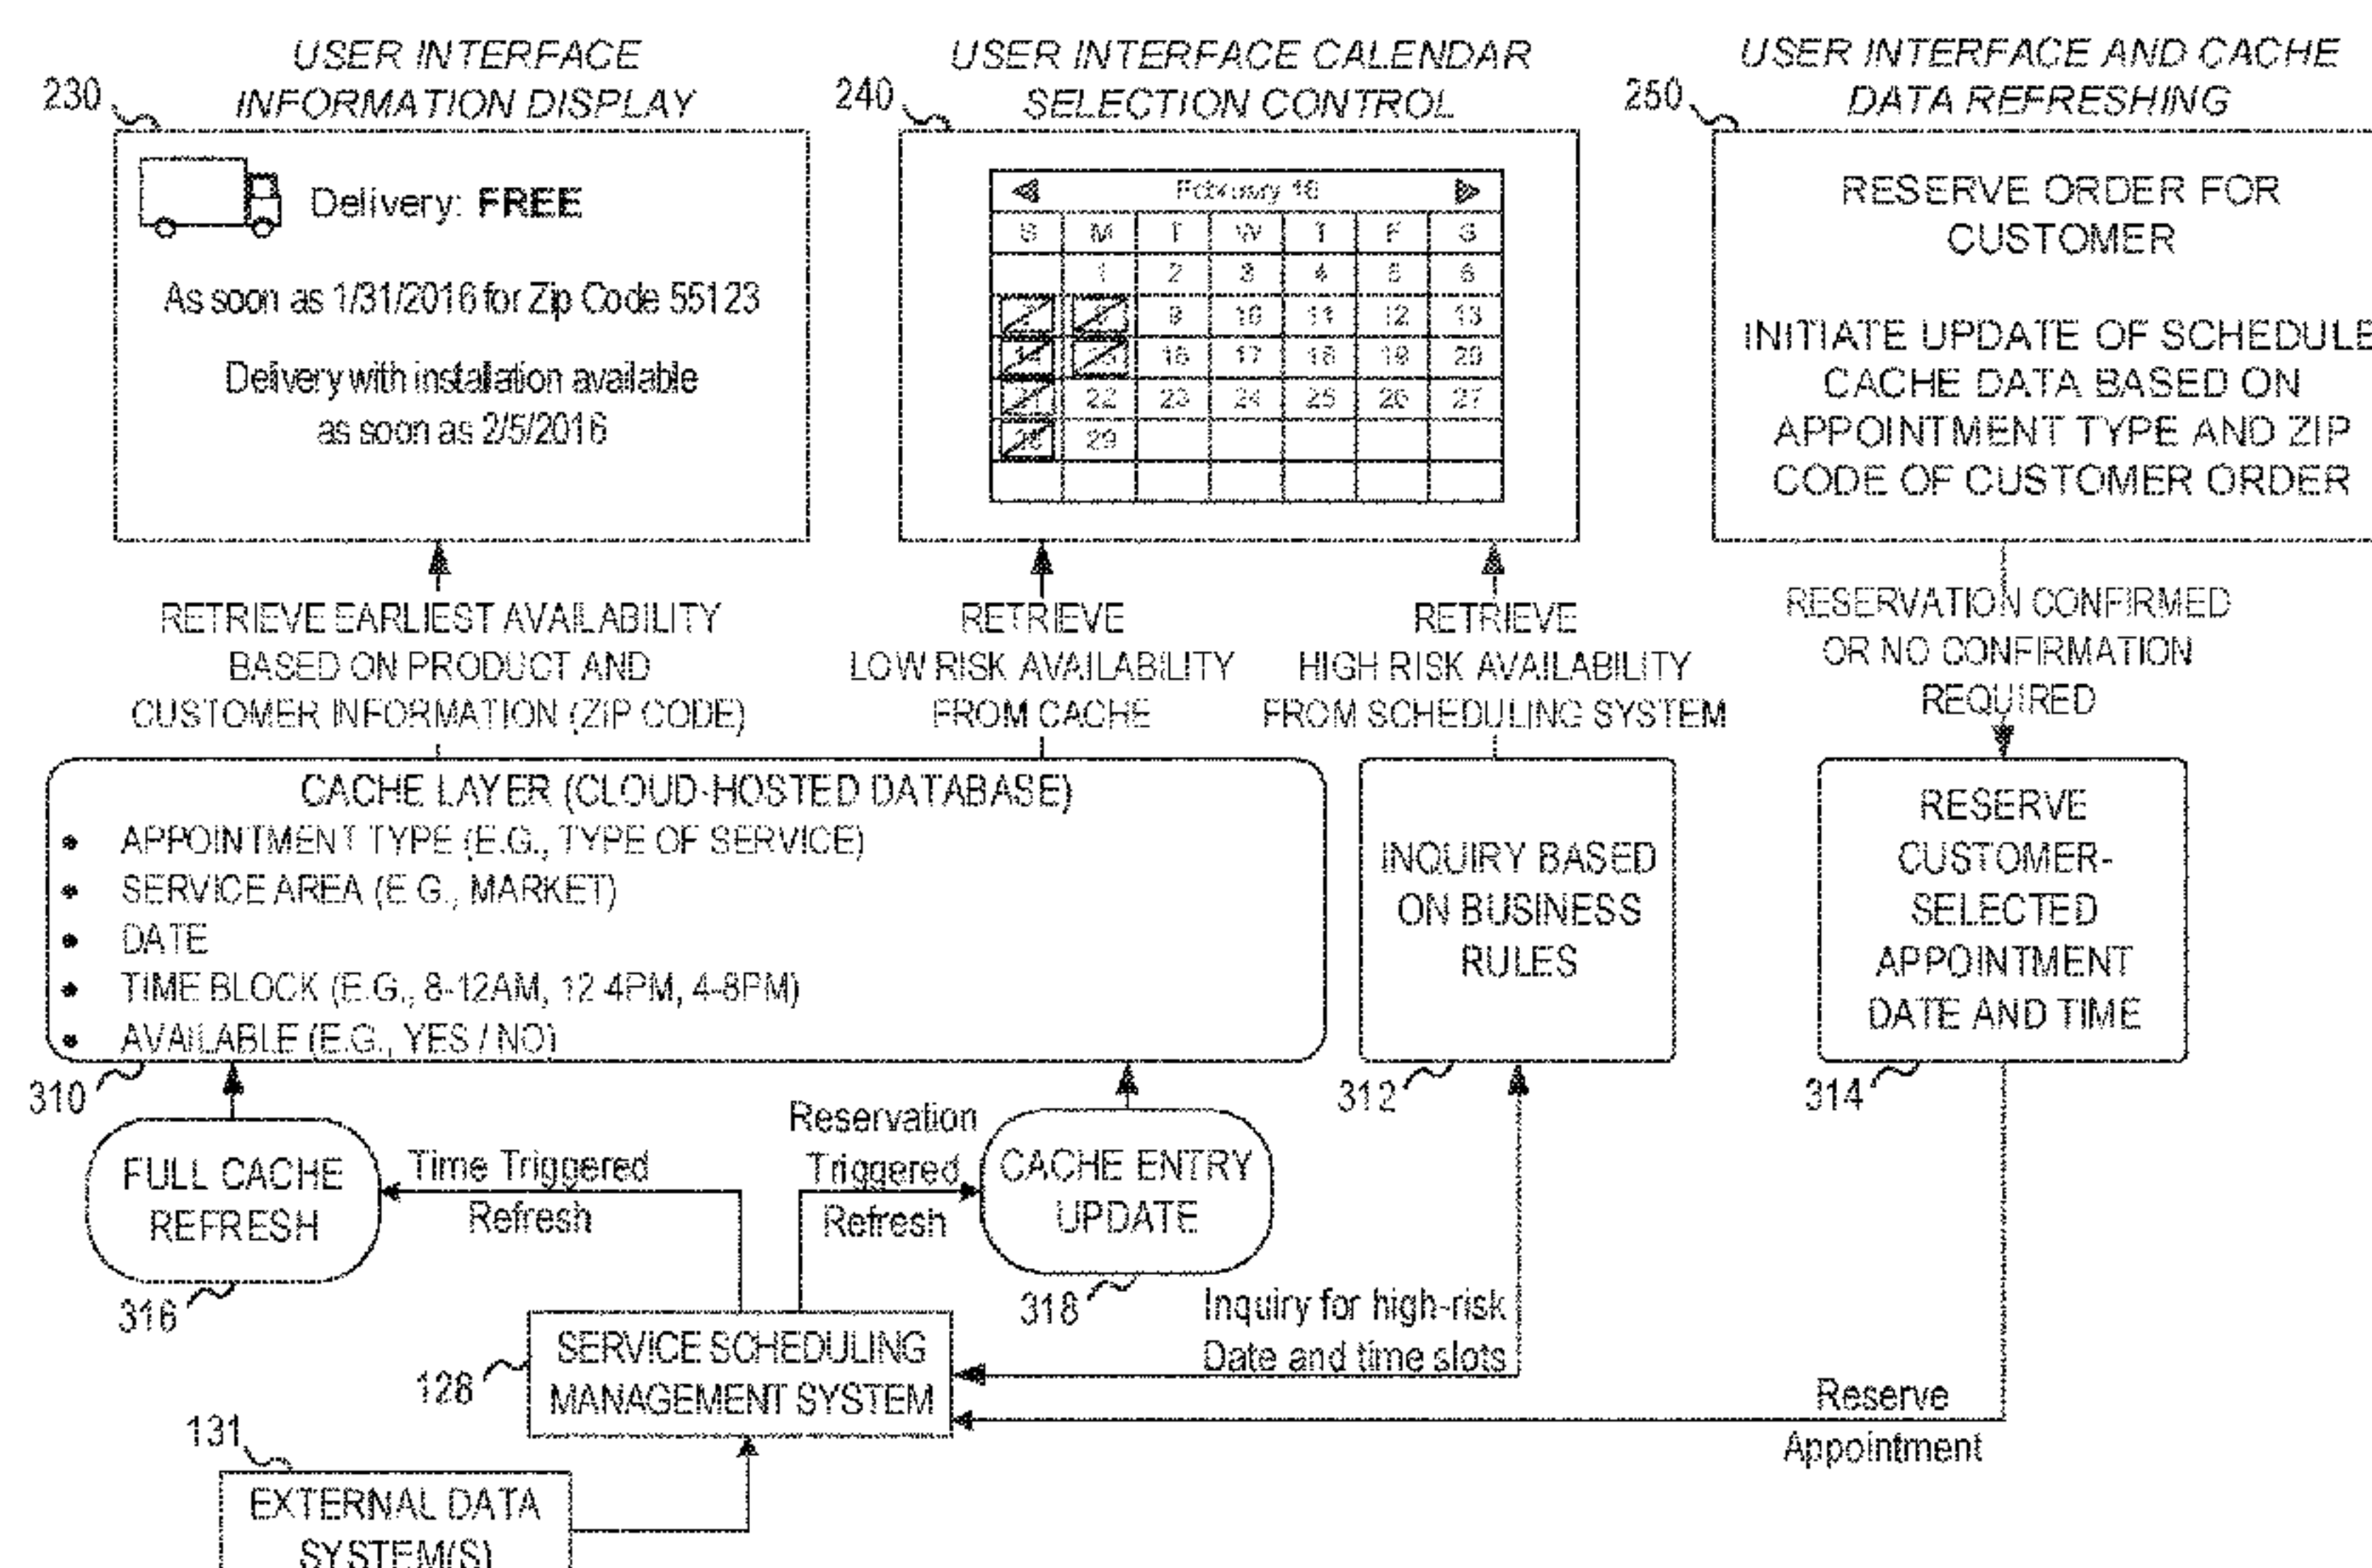 USER INTERFACE
INFORMATION DISPLAY
230
Delivery: FREE
As soon as 1/31/2016 for Zip Code 55123
Delivery with installation available
as soon as 2/5/2016
USER INTERFACE CALENDAR
SELECTION CONTROL
240
February 16
S M T W T F S
1 2 3 4 5 6
7 8 9 10 11 12 13
14 15 16 17 18 19 20
21 22 23 24 25 26 27
28 29
USER INTERFACE AND CACHE
DATA REFRESHING
250
RESERVE ORDER FOR
CUSTOMER
INITIATE UPDATE OF SCHEDULE
CACHE DATA BASED ON
APPOINTMENT TYPE AND ZIP
CODE OF CUSTOMER ORDER
RETRIEVE EARLIEST AVAILABILITY
BASED ON PRODUCT AND
CUSTOMER INFORMATION (ZIP CODE)
RETRIEVE
LOW RISK AVAILABILITY
FROM CACHE
RETRIEVE
HIGH RISK AVAILABILITY
FROM SCHEDULING SYSTEM
RESERVATION CONFIRMED
OR NO CONFIRMATION
REQUIRED
CACHE LAYER (CLOUD-HOSTED DATABASE)
• APPOINTMENT TYPE (E.G., TYPE OF SERVICE)
• SERVICE AREA (E.G., MARKET)
• DATE
• TIME BLOCK (E.G., 8-12AM, 12-4PM, 4-8PM)
• AVAILABLE (E.G., YES / NO)
310
INQUIRY BASED
ON BUSINESS
RULES
312
RESERVE
CUSTOMER-
SELECTED
APPOINTMENT
DATE AND TIME
314
FULL CACHE
REFRESH
316
Time Triggered
Refresh
Reservation
Triggered
Refresh
CACHE ENTRY
UPDATE
318
Inquiry for high-risk
Date and time slots
SERVICE SCHEDULING
MANAGEMENT SYSTEM
128
Reserve
Appointment
131
EXTERNAL DATA
SYSTEM(S)